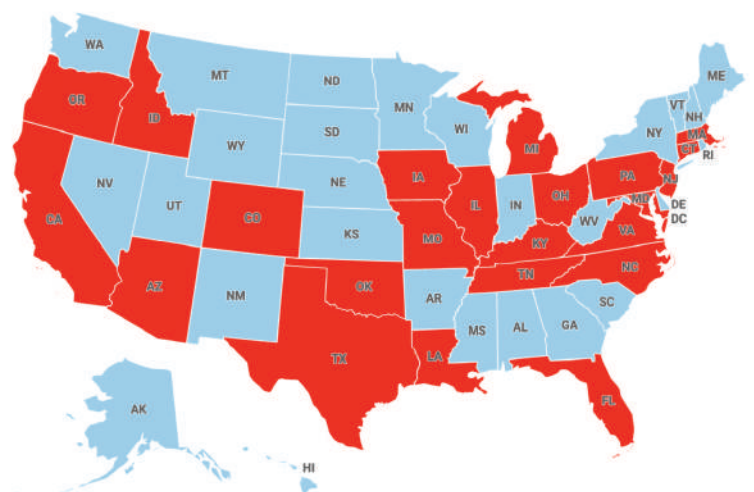 WA
MT
ND
MN
ME
VT
NH
OR
ID
WI
NY
MA
SD
CT
RI
WY
MI
IA
PA
NJ
NE
NV
OH
IL
IN
MD
DE
UT
CO
DC
CA
WV
KS
MO
VA
KY
NC
TN
AZ
OK
NM
AR
SC
MS
AL
GA
TX
LA
FL
AK
HI